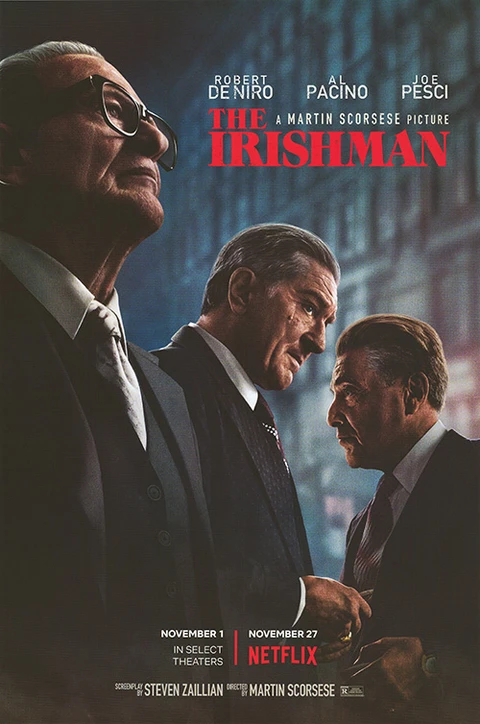 ROBERT DE NIRO
AL PACINO
JOE PESCI
THE
A MARTIN SCORSESE PICTURE
IRISHMAN
NOVEMBER 1
IN SELECT
THEATERS
NOVEMBER 27
NETFLIX
SCREENPLAY BY STEVEN ZAILLIAN DIRECTED BY MARTIN SCORSESE R